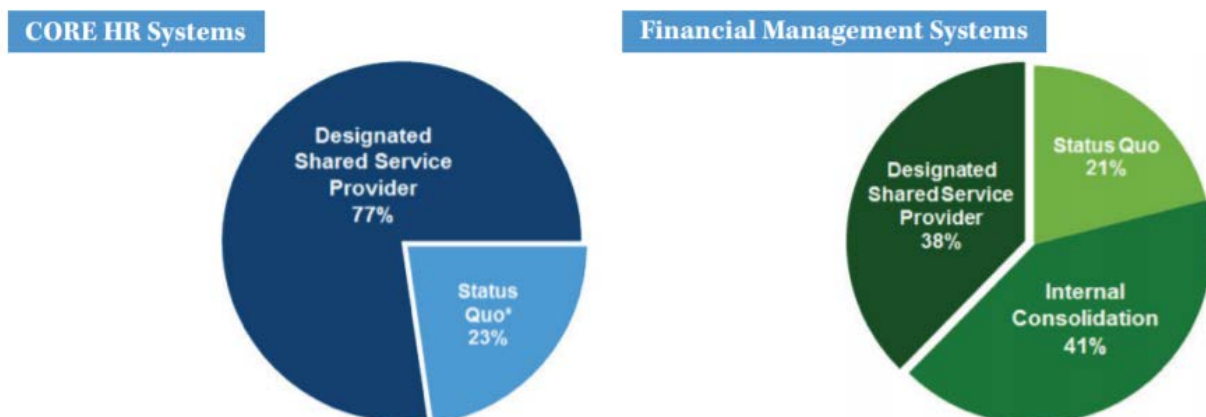 CORE HR Systems
Designated
Shared Service
Provider
77%
Status
Quo*
23%
Financial Management Systems
Status Quo
21%
Designated
Shared Service
Provider
38%
Internal
Consolidation
41%